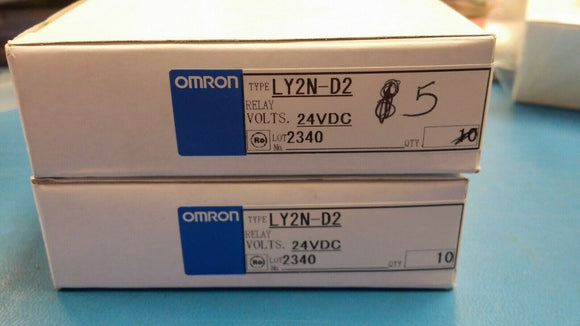 OMRON
TYPE LY2N-D2
RELAY
VOLTS. 24VDC
LOT No. 2340
QTY 10
5
OMRON
TYPE LY2N-D2
RELAY
VOLTS. 24VDC
LOT No. 2340
QTY 10